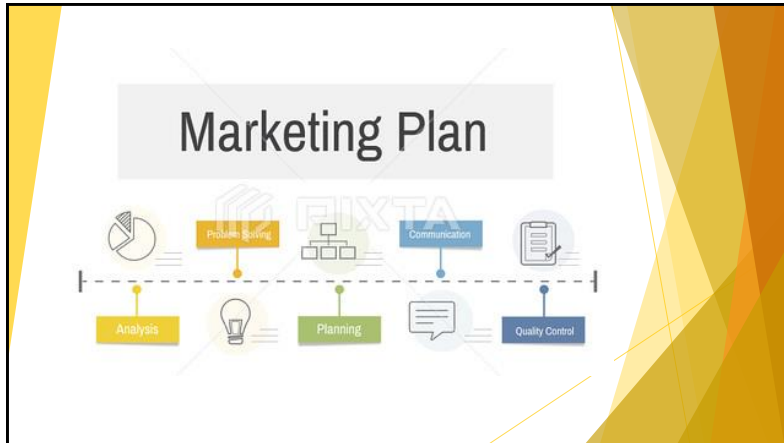 Marketing Plan
PIXTA
Problem Solving
Communication
Analysis
Planning
Quality Control